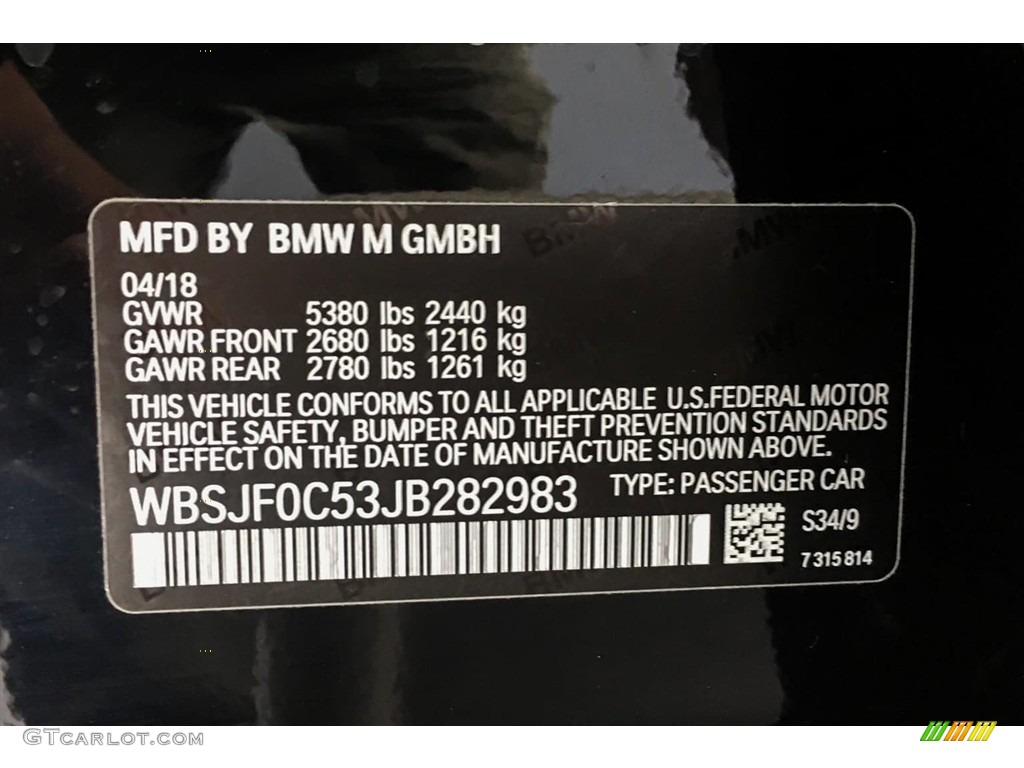 MFD BY BMW M GMBH
04/18
GVWR 5380 lbs 2440 kg
GAWR FRONT 2680 lbs 1216 kg
GAWR REAR 2780 lbs 1261 kg
THIS VEHICLE CONFORMS TO ALL APPLICABLE U.S.FEDERAL MOTOR
VEHICLE SAFETY, BUMPER AND THEFT PREVENTION STANDARDS
IN EFFECT ON THE DATE OF MANUFACTURE SHOWN ABOVE.
WBSJF0C53JB282983 TYPE: PASSENGER CAR
S34/9
7315814
GTCARLOT.COM